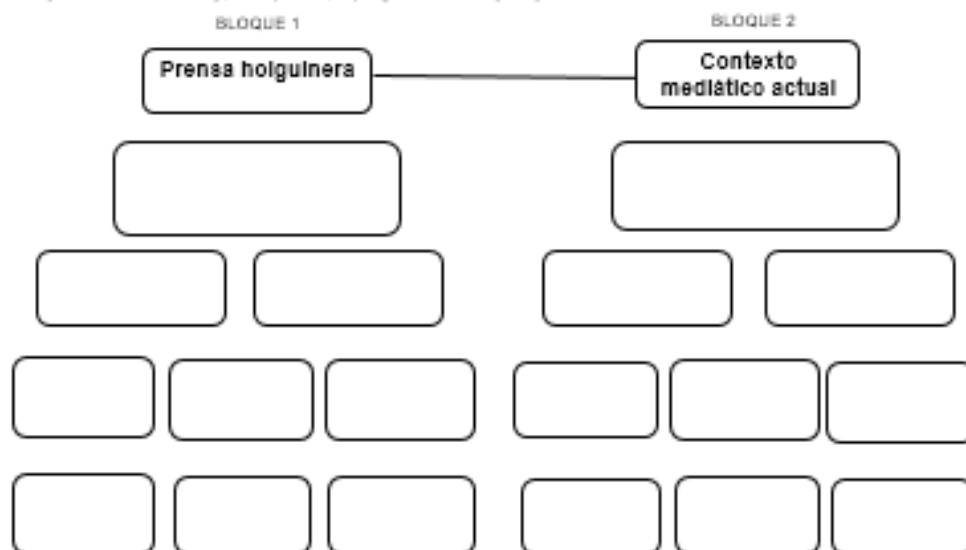 BLOQUE 1
BLOQUE 2
Prensa holguinera
Contexto
mediático actual